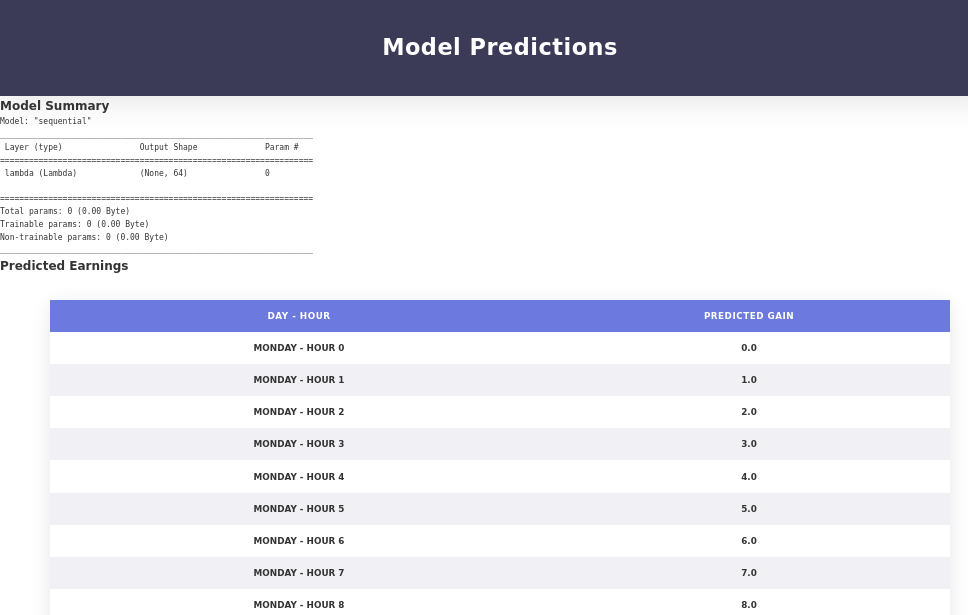 Model Predictions
Model Summary
Model: "sequential"
_________________________________________________________________
Layer (type) Output Shape Param #
=================================================================
lambda (Lambda) (None, 64) 0
=================================================================
Total params: 0 (0.00 Byte)
Trainable params: 0 (0.00 Byte)
Non-trainable params: 0 (0.00 Byte)
_________________________________________________________________
Predicted Earnings
DAY - HOUR PREDICTED GAIN
MONDAY - HOUR 0 0.0
MONDAY - HOUR 1 1.0
MONDAY - HOUR 2 2.0
MONDAY - HOUR 3 3.0
MONDAY - HOUR 4 4.0
MONDAY - HOUR 5 5.0
MONDAY - HOUR 6 6.0
MONDAY - HOUR 7 7.0
MONDAY - HOUR 8 8.0